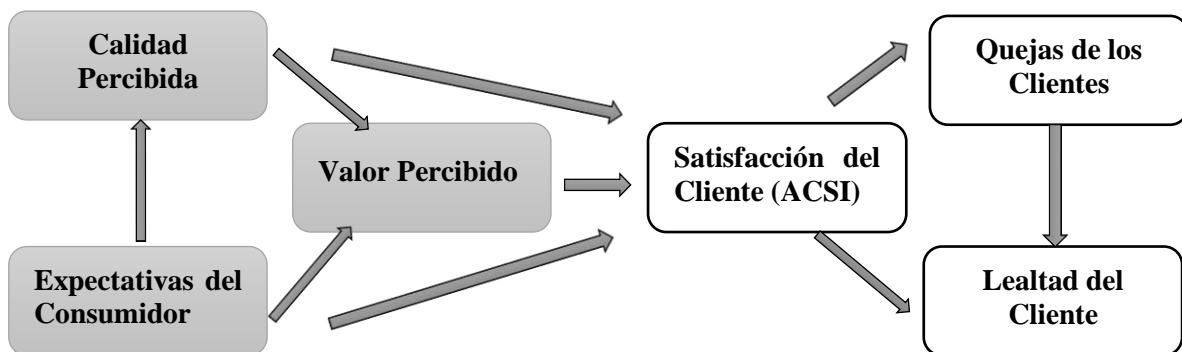 Calidad
Percibida
Quejas de los
Clientes
Valor Percibido
Satisfacción del
Cliente (ACSI)
Expectativas del
Consumidor
Lealtad del
Cliente